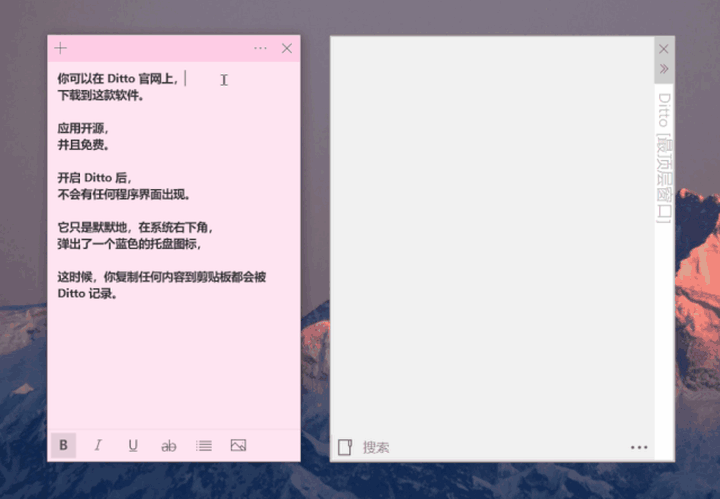 你可以在 Ditto 官网上，
下载到这款软件。
应用开源，
并且免费。
开启 Ditto 后，
不会有任何程序界面出现。
它只是默默地，在系统右下角，
弹出了一个蓝色的托盘图标，
这时候，你复制任何内容到剪贴板都会被
Ditto 记录。
B I U ab
Ditto [最顶层窗口]
搜索